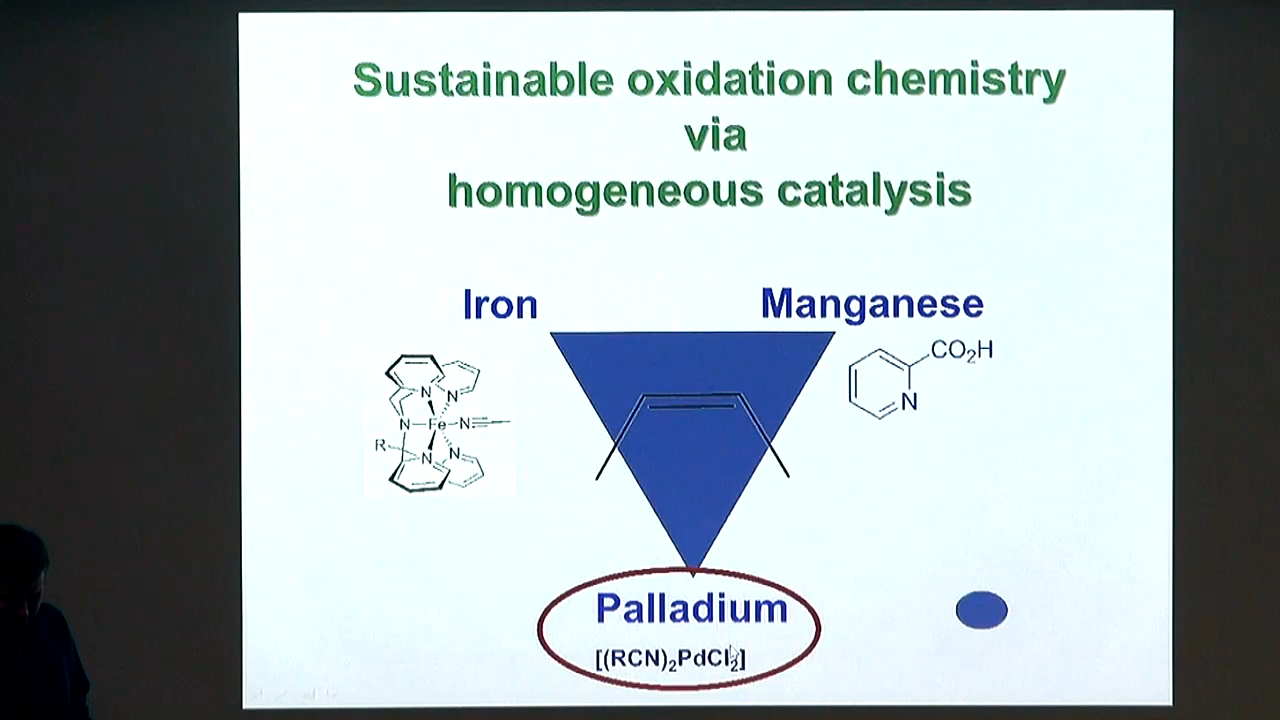 Sustainable oxidation chemistry
via
homogeneous catalysis
Iron
Manganese
CO₂H
N
N
N
N
Fe
N
R
N
N
Palladium
[(RCN)₂PdCl₂]